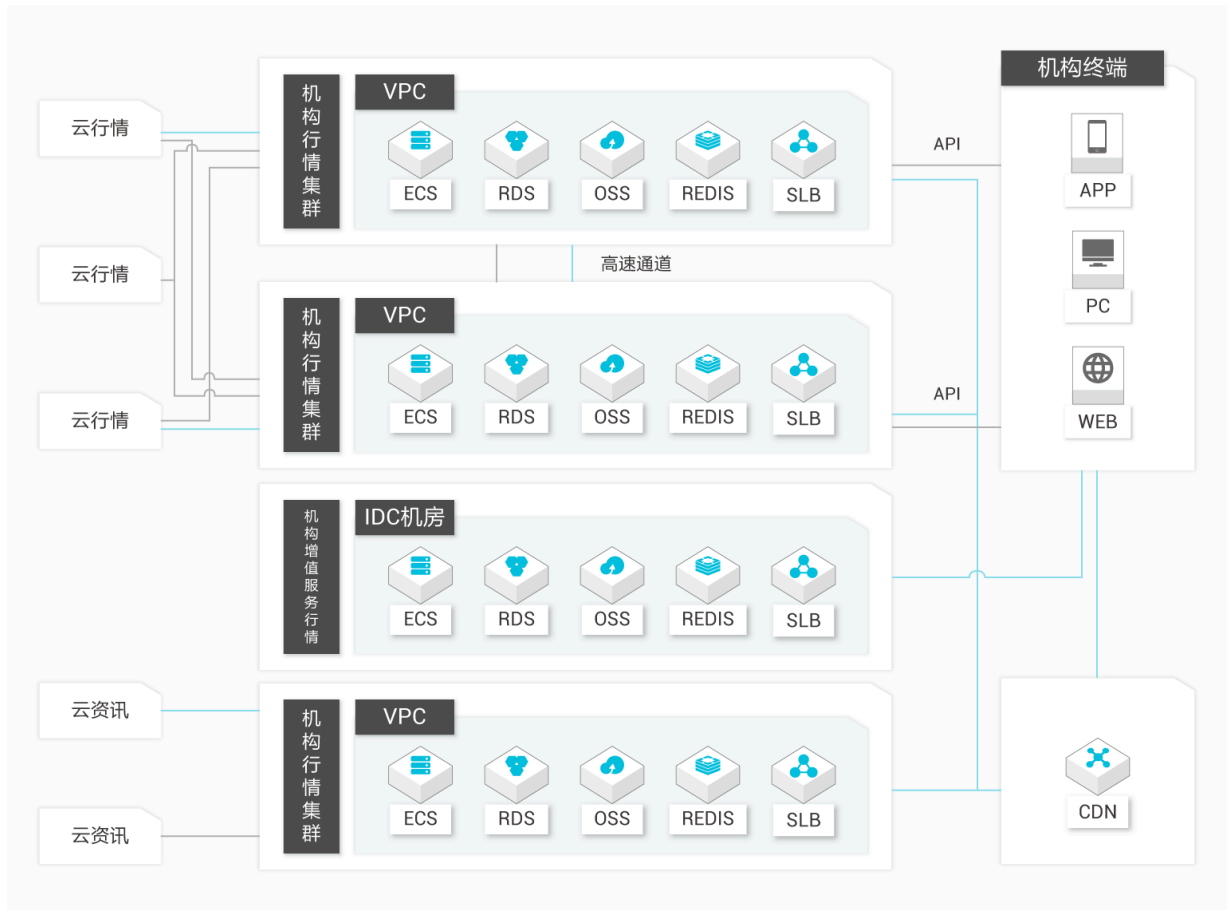 云行情
云行情
云行情
云资讯
云资讯
机构行情集群
VPC
ECS
RDS
OSS
REDIS
SLB
高速通道
机构行情集群
VPC
ECS
RDS
OSS
REDIS
SLB
机构增值服务行情
IDC机房
ECS
RDS
OSS
REDIS
SLB
机构行情集群
VPC
ECS
RDS
OSS
REDIS
SLB
API
API
机构终端
APP
PC
WEB
CDN